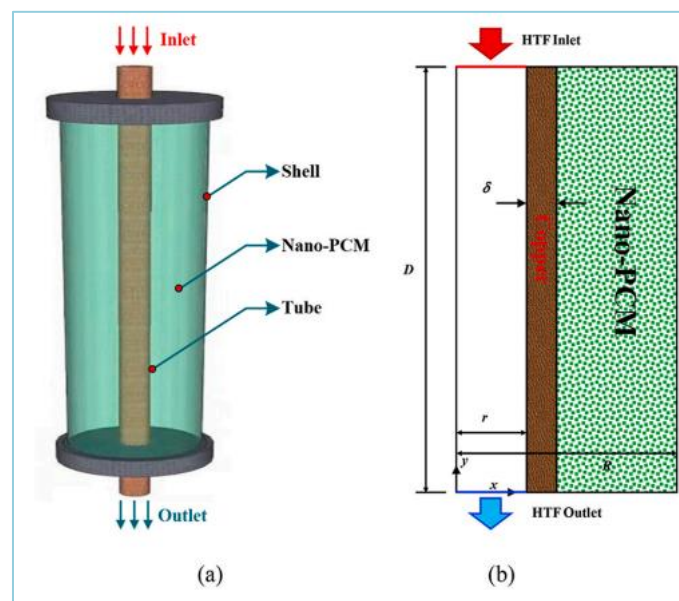 Inlet
Shell
Nano-PCM
Tube
Outlet
(a)
HTF Inlet
δ
Copper
Nano-PCM
D
r
R
y
x
HTF Outlet
(b)